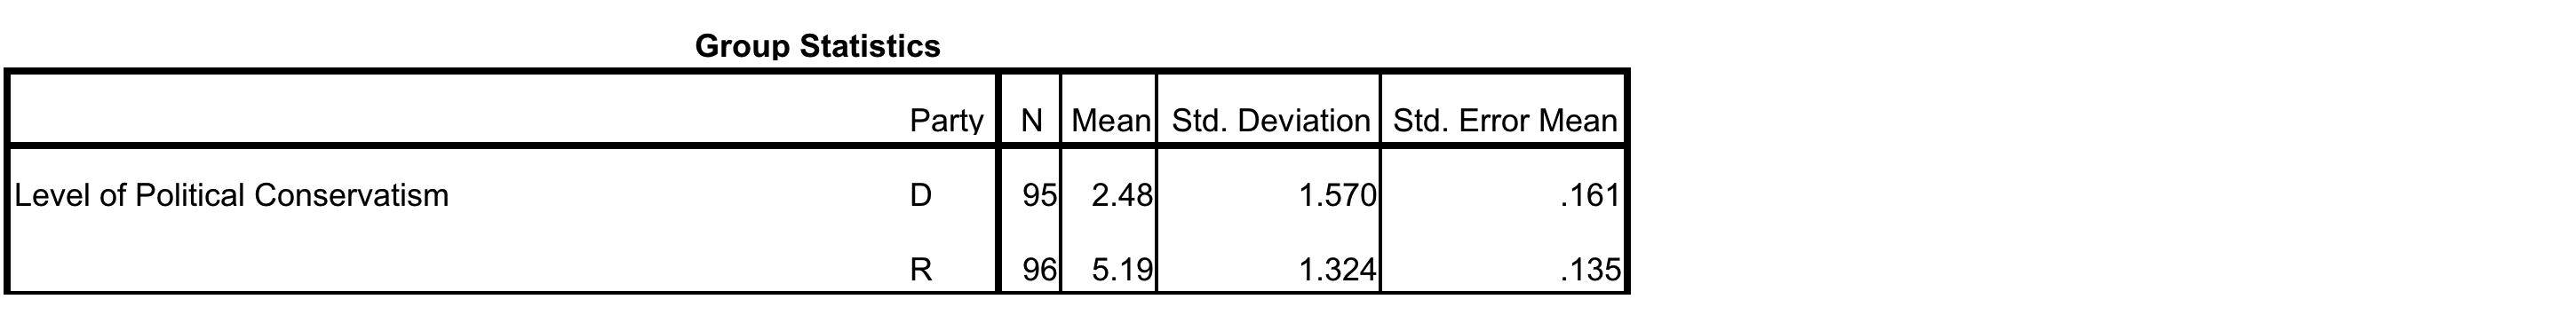 Group Statistics
Party N Mean Std. Deviation Std. Error Mean
Level of Political Conservatism D 95 2.48 1.570 .161
R 96 5.19 1.324 .135